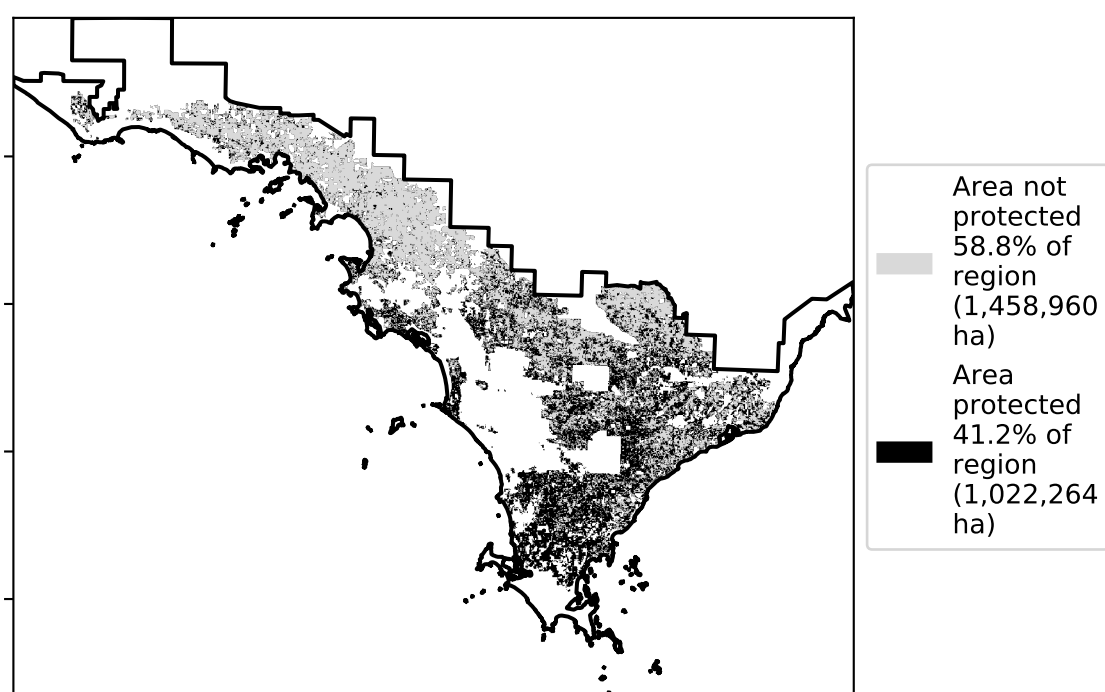 Area not
protected
58.8% of
region
(1,458,960
ha)
Area
protected
41.2% of
region
(1,022,264
ha)